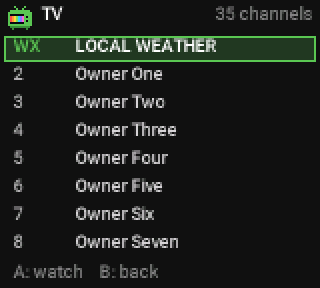 TV 35 channels
WX LOCAL WEATHER
2 Owner One
3 Owner Two
4 Owner Three
5 Owner Four
6 Owner Five
7 Owner Six
8 Owner Seven
A: watch B: back